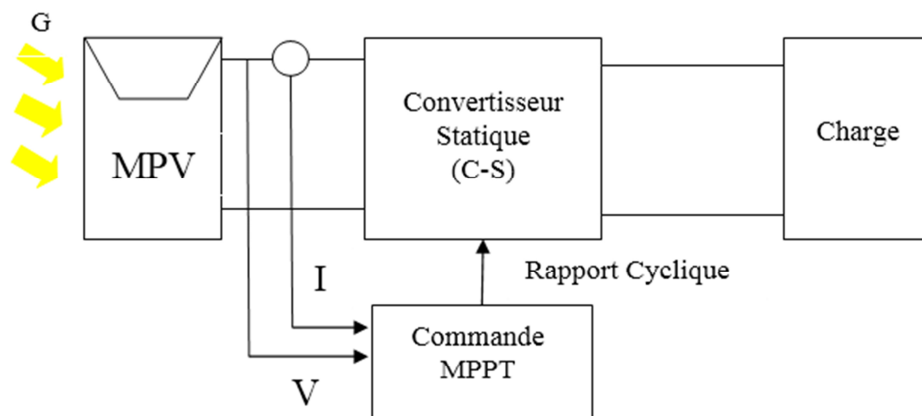 G
MPV
Convertisseur
Statique
(C-S)
Charge
Rapport Cyclique
I
V
Commande
MPPT